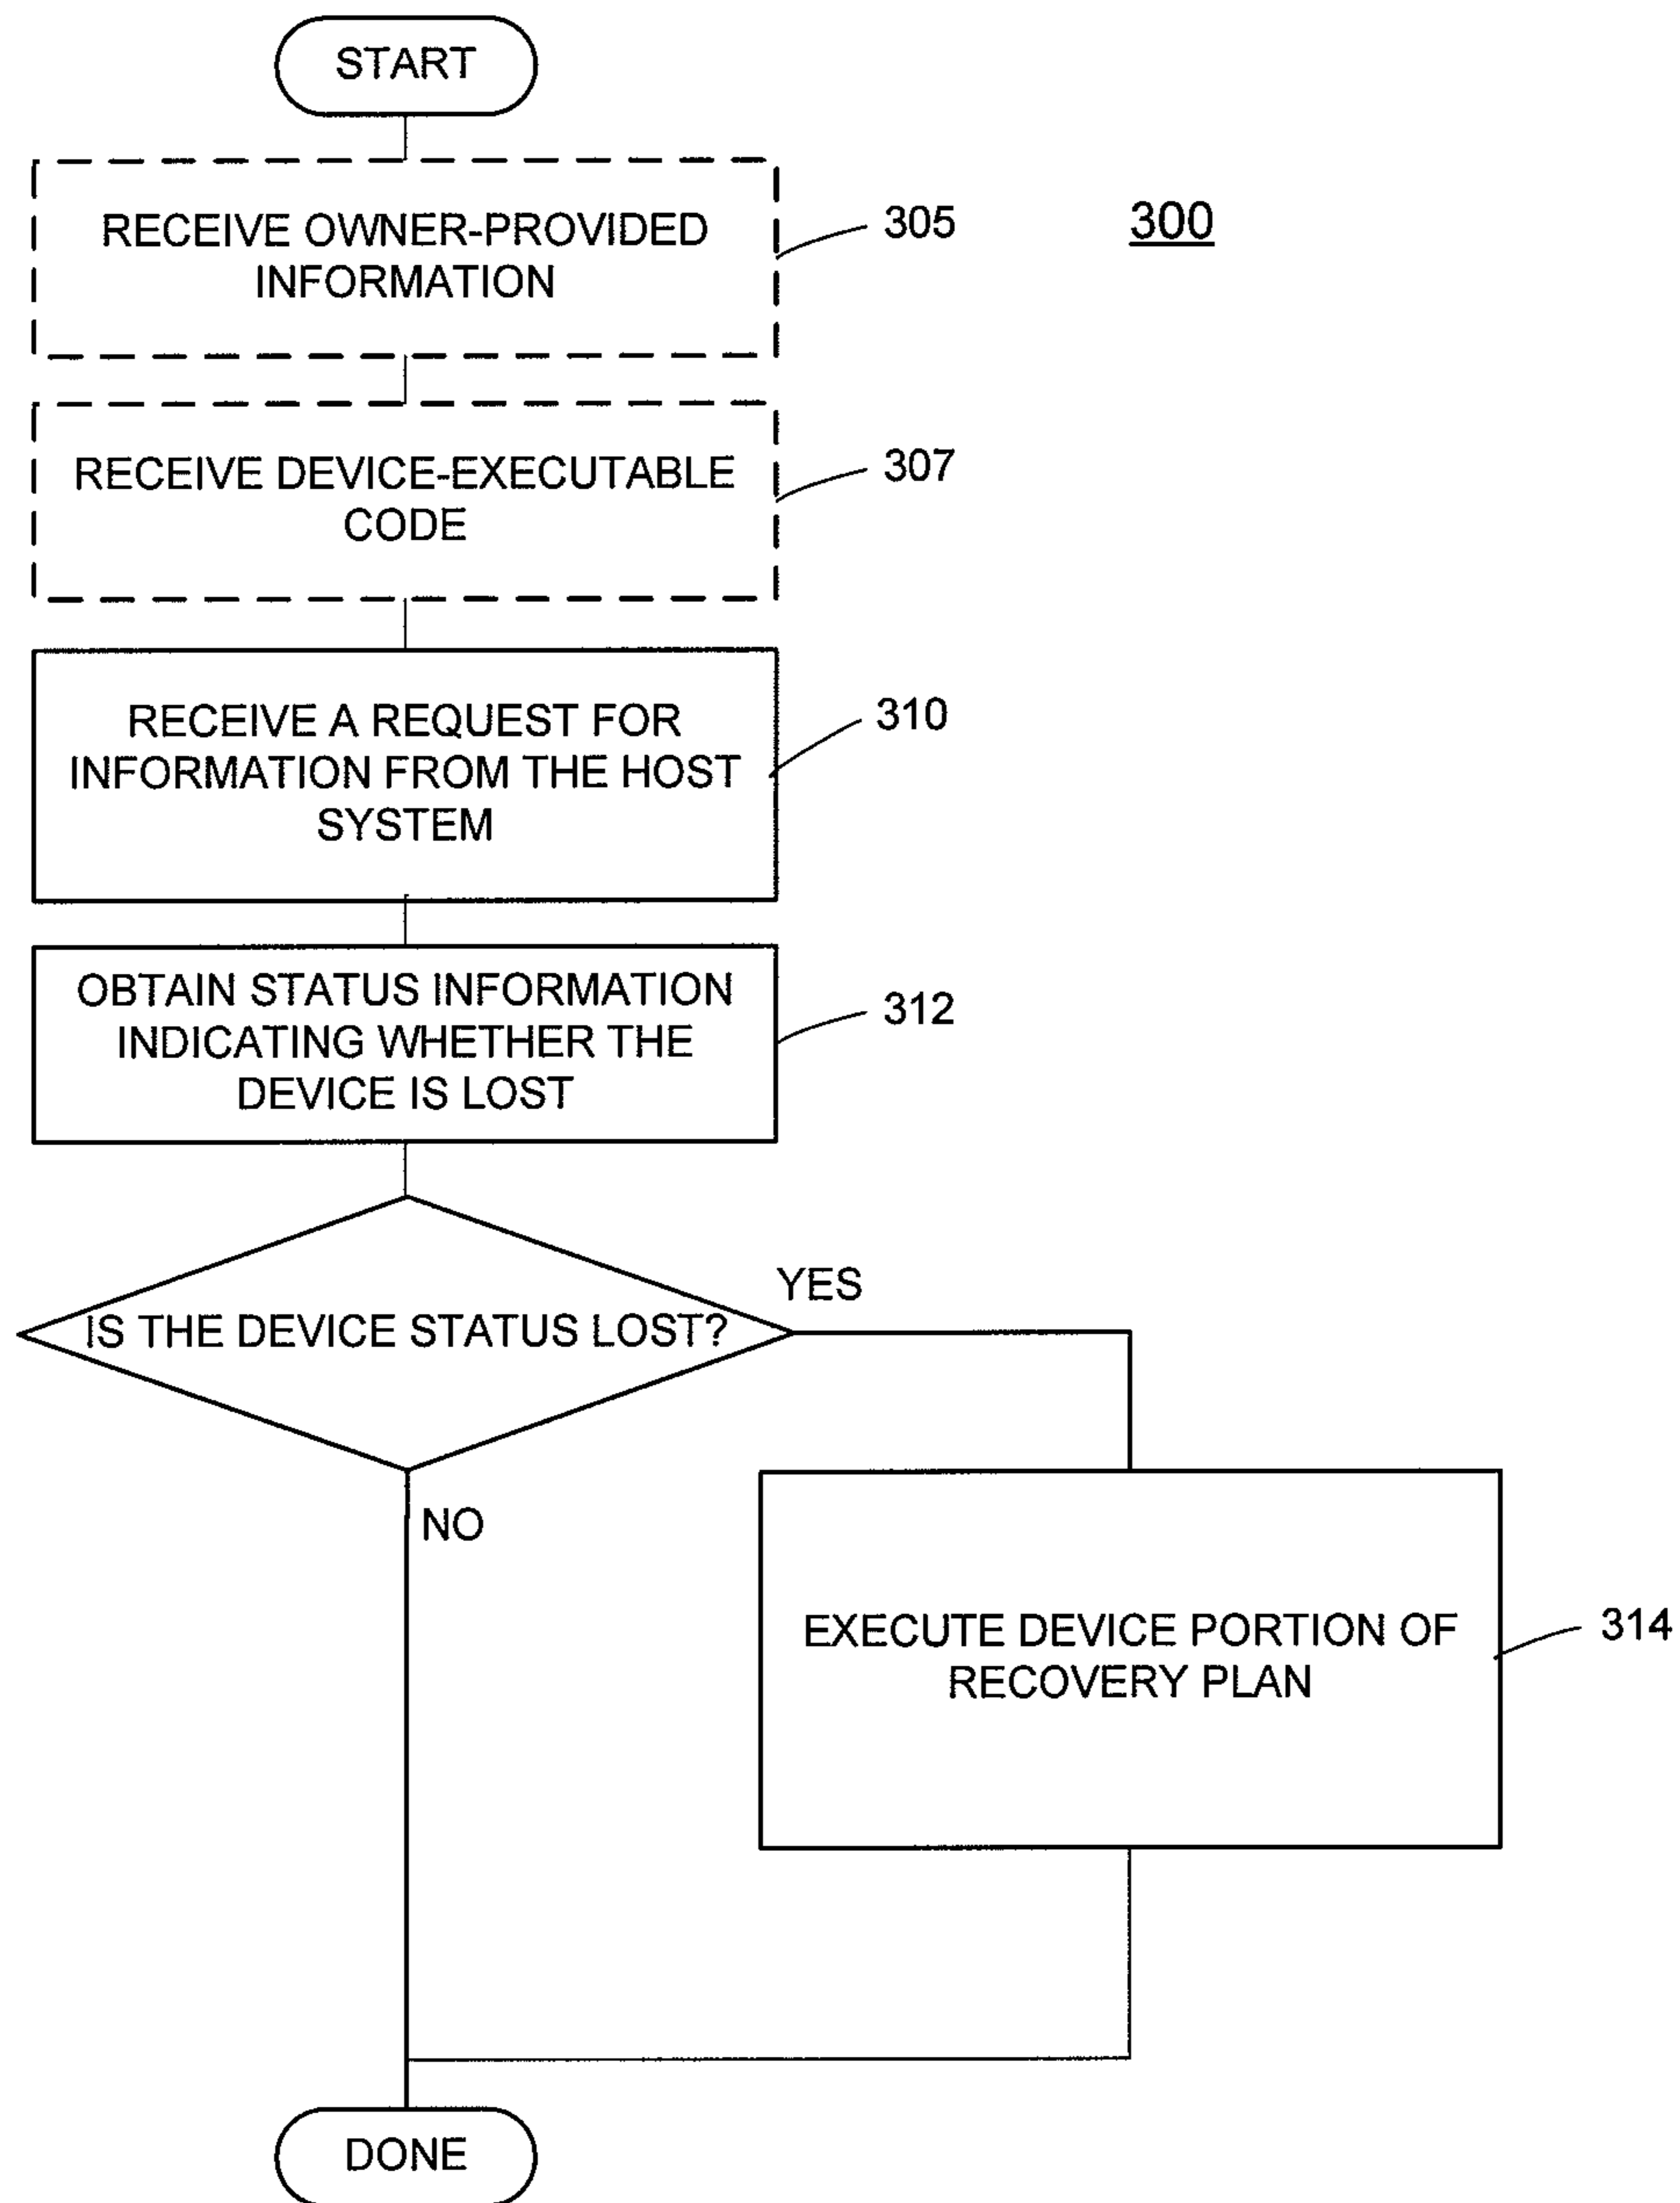 START
RECEIVE OWNER-PROVIDED
INFORMATION
305
300
RECEIVE DEVICE-EXECUTABLE
CODE
307
RECEIVE A REQUEST FOR
INFORMATION FROM THE HOST
SYSTEM
310
OBTAIN STATUS INFORMATION
INDICATING WHETHER THE
DEVICE IS LOST
312
IS THE DEVICE STATUS LOST?
YES
NO
EXECUTE DEVICE PORTION OF
RECOVERY PLAN
314
DONE